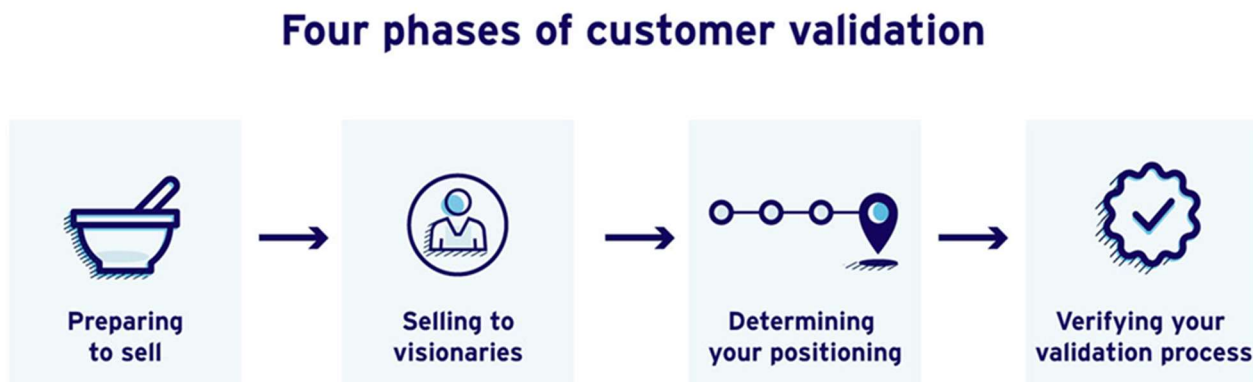 Four phases of customer validation
Preparing
to sell
Selling to
visionaries
Determining
your positioning
Verifying your
validation process